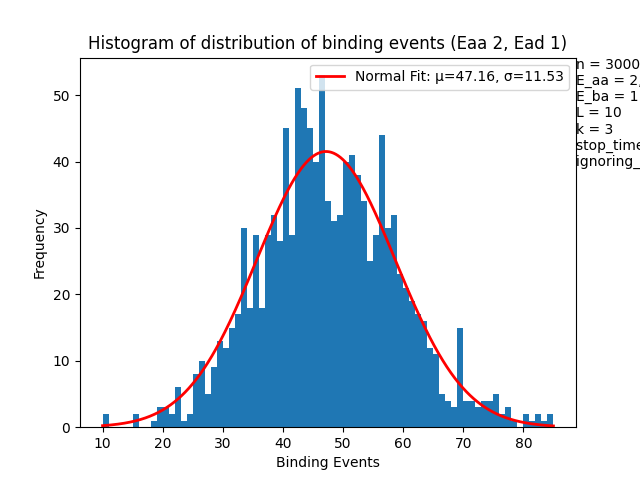 Histogram of distribution of binding events (Eaa 2, Ead 1)
Normal Fit: μ=47.16, σ=11.53
n = 3000
E_aa = 2,
E_ba = 1
L = 10
k = 3
stop_time
ignoring_
Frequency
50
40
30
20
10
0
10 20 30 40 50 60 70 80
Binding Events